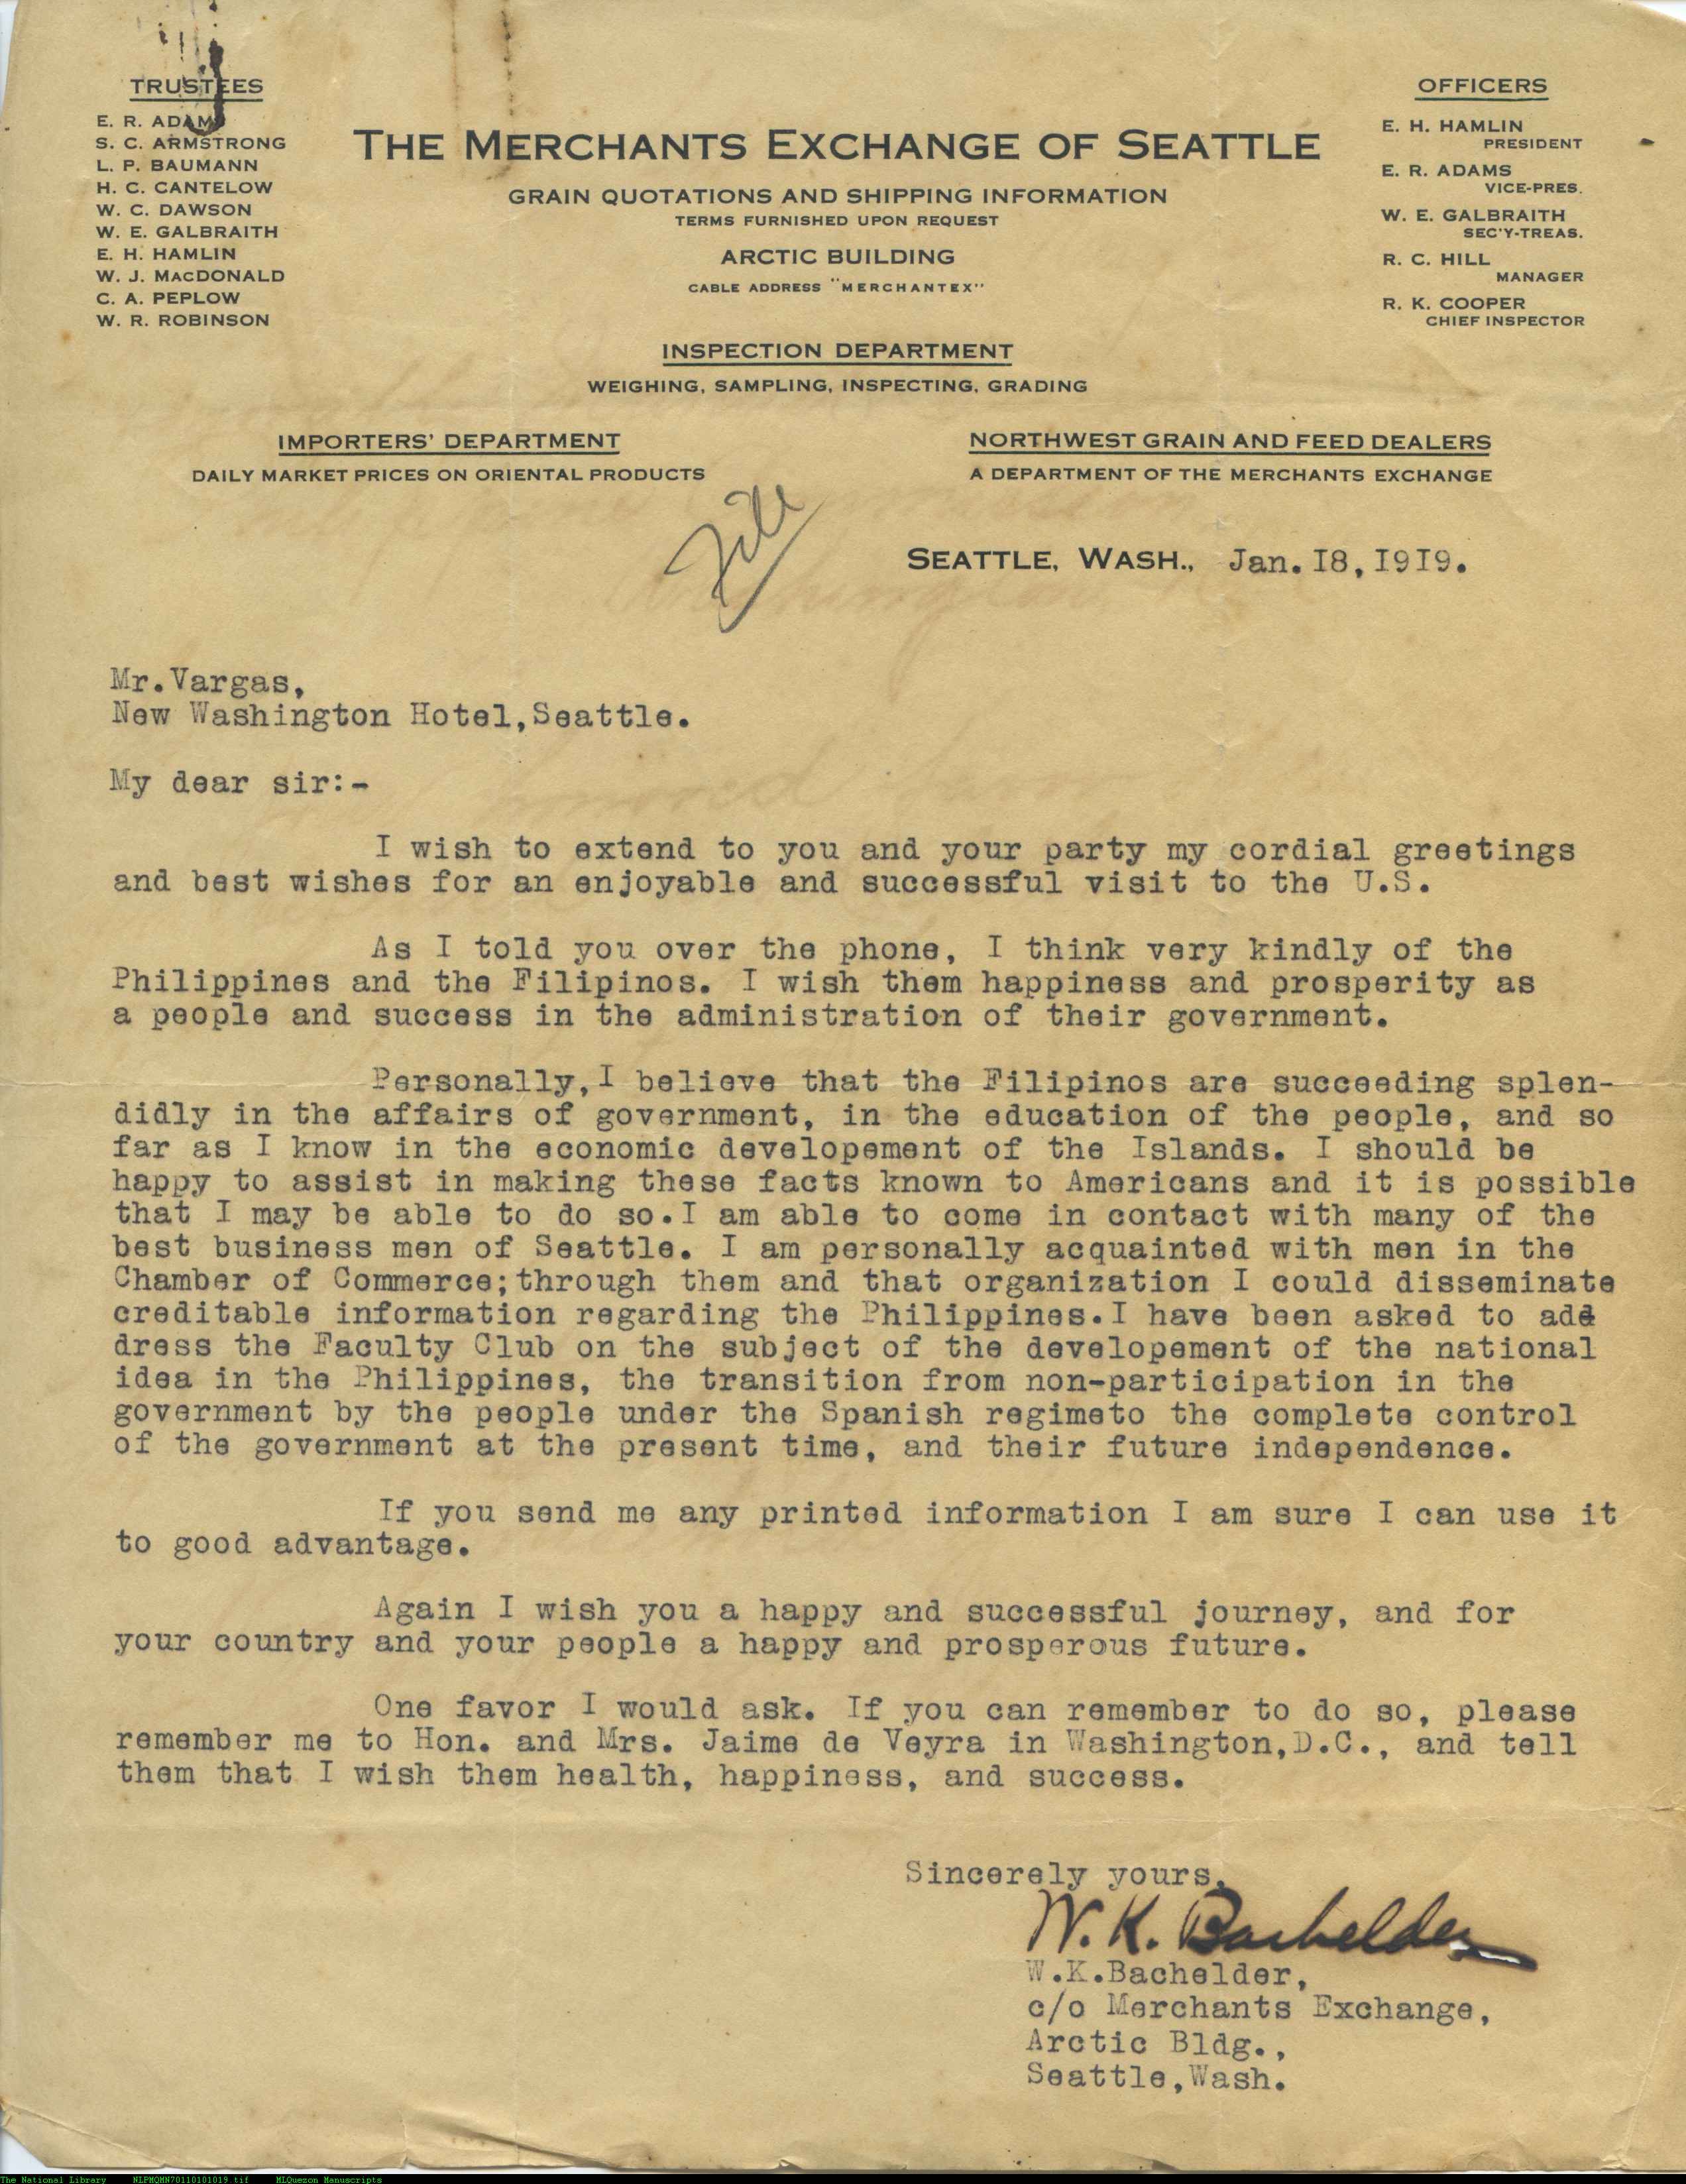 TRUSTEES
E. R. ADAMS
S. C. ARMSTRONG
L. P. BAUMANN
H. C. CANTELOW
W. C. DAWSON
W. E. GALBRAITH
E. H. HAMLIN
W. J. MACDONALD
C. A. PEPLOW
W. R. ROBINSON
THE MERCHANTS EXCHANGE OF SEATTLE
GRAIN QUOTATIONS AND SHIPPING INFORMATION
TERMS FURNISHED UPON REQUEST
ARCTIC BUILDING
CABLE ADDRESS "MERCHANTEX"
OFFICERS
E. H. HAMLIN
PRESIDENT
E. R. ADAMS
VICE-PRES.
W. E. GALBRAITH
SEC'Y-TREAS.
R. C. HILL
MANAGER
R. K. COOPER
CHIEF INSPECTOR
INSPECTION DEPARTMENT
WEIGHING, SAMPLING, INSPECTING, GRADING
IMPORTERS' DEPARTMENT
DAILY MARKET PRICES ON ORIENTAL PRODUCTS
NORTHWEST GRAIN AND FEED DEALERS
A DEPARTMENT OF THE MERCHANTS EXCHANGE
File
SEATTLE, WASH., Jan. I8, I9I9.
Mr. Vargas,
New Washington Hotel, Seattle.
My dear sir:-
I wish to extend to you and your party my cordial greetings
and best wishes for an enjoyable and successful visit to the U.S.
As I told you over the phone, I think very kindly of the
Philippines and the Filipinos. I wish them happiness and prosperity as
a people and success in the administration of their government.
Personally, I believe that the Filipinos are succeeding splen-
didly in the affairs of government, in the education of the people, and so
far as I know in the economic developement of the Islands. I should be
happy to assist in making these facts known to Americans and it is possible
that I may be able to do so.I am able to come in contact with many of the
best business men of Seattle. I am personally acquainted with men in the
Chamber of Commerce;through them and that organization I could disseminate
creditable information regarding the Philippines.I have been asked to add
dress the Faculty Club on the subject of the developement of the national
idea in the Philippines, the transition from non-participation in the
government by the people under the Spanish regimeto the complete control
of the government at the present time, and their future independence.
If you send me any printed information I am sure I can use it
to good advantage.
Again I wish you a happy and successful journey, and for
your country and your people a happy and prosperous future.
One favor I would ask. If you can remember to do so, please
remember me to Hon. and Mrs. Jaime de Veyra in Washington,D.C., and tell
them that I wish them health, happiness, and success.
Sincerely yours,
W. K. Bachelder
W.K.Bachelder,
c/o Merchants Exchange,
Arctic Bldg.,
Seattle,Wash.
The National Library NLPMQMN70110101019.tif MLQuezon Manuscripts